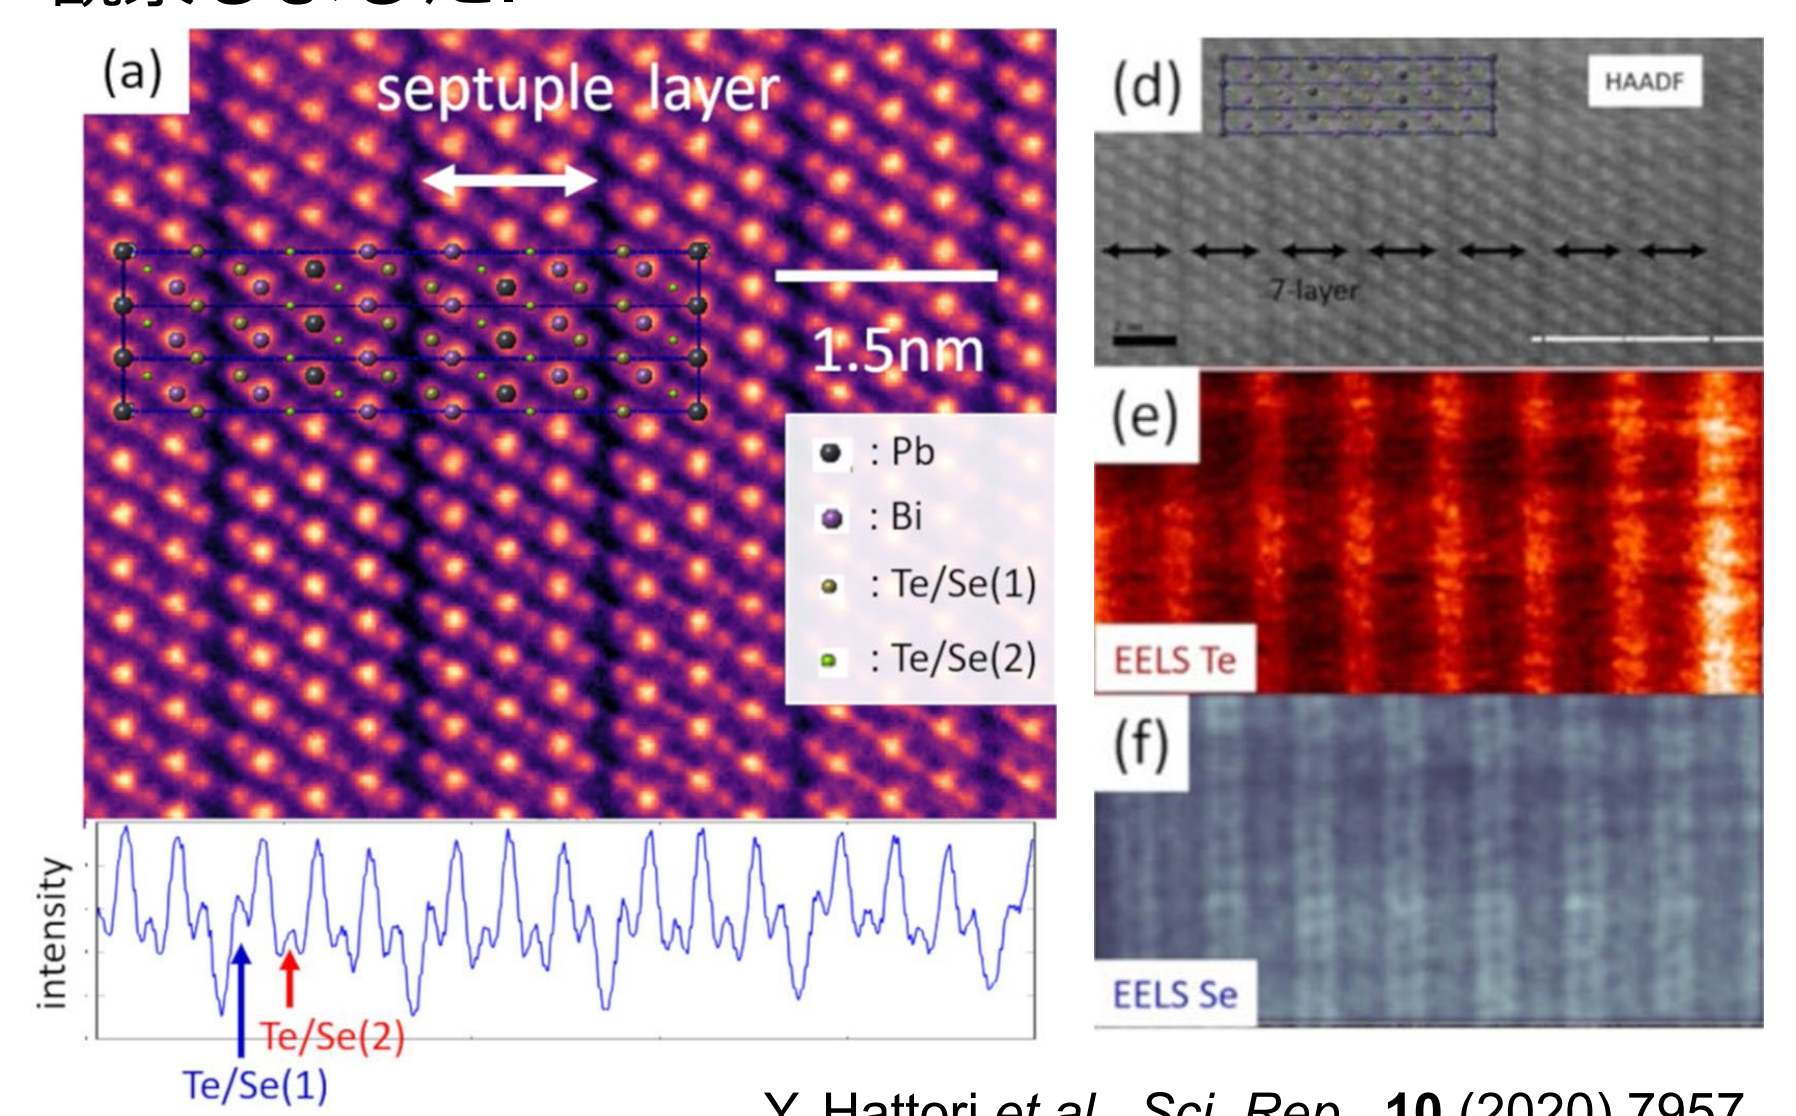 (a)
septuple layer
1.5nm
: Pb
: Bi
: Te/Se(1)
: Te/Se(2)
intensity
Te/Se(2)
Te/Se(1)
(d)
HAADF
7-layer
(e)
EELS Te
(f)
EELS Se
Y. Hattori et al., Sci. Rep., 10 (2020) 7957